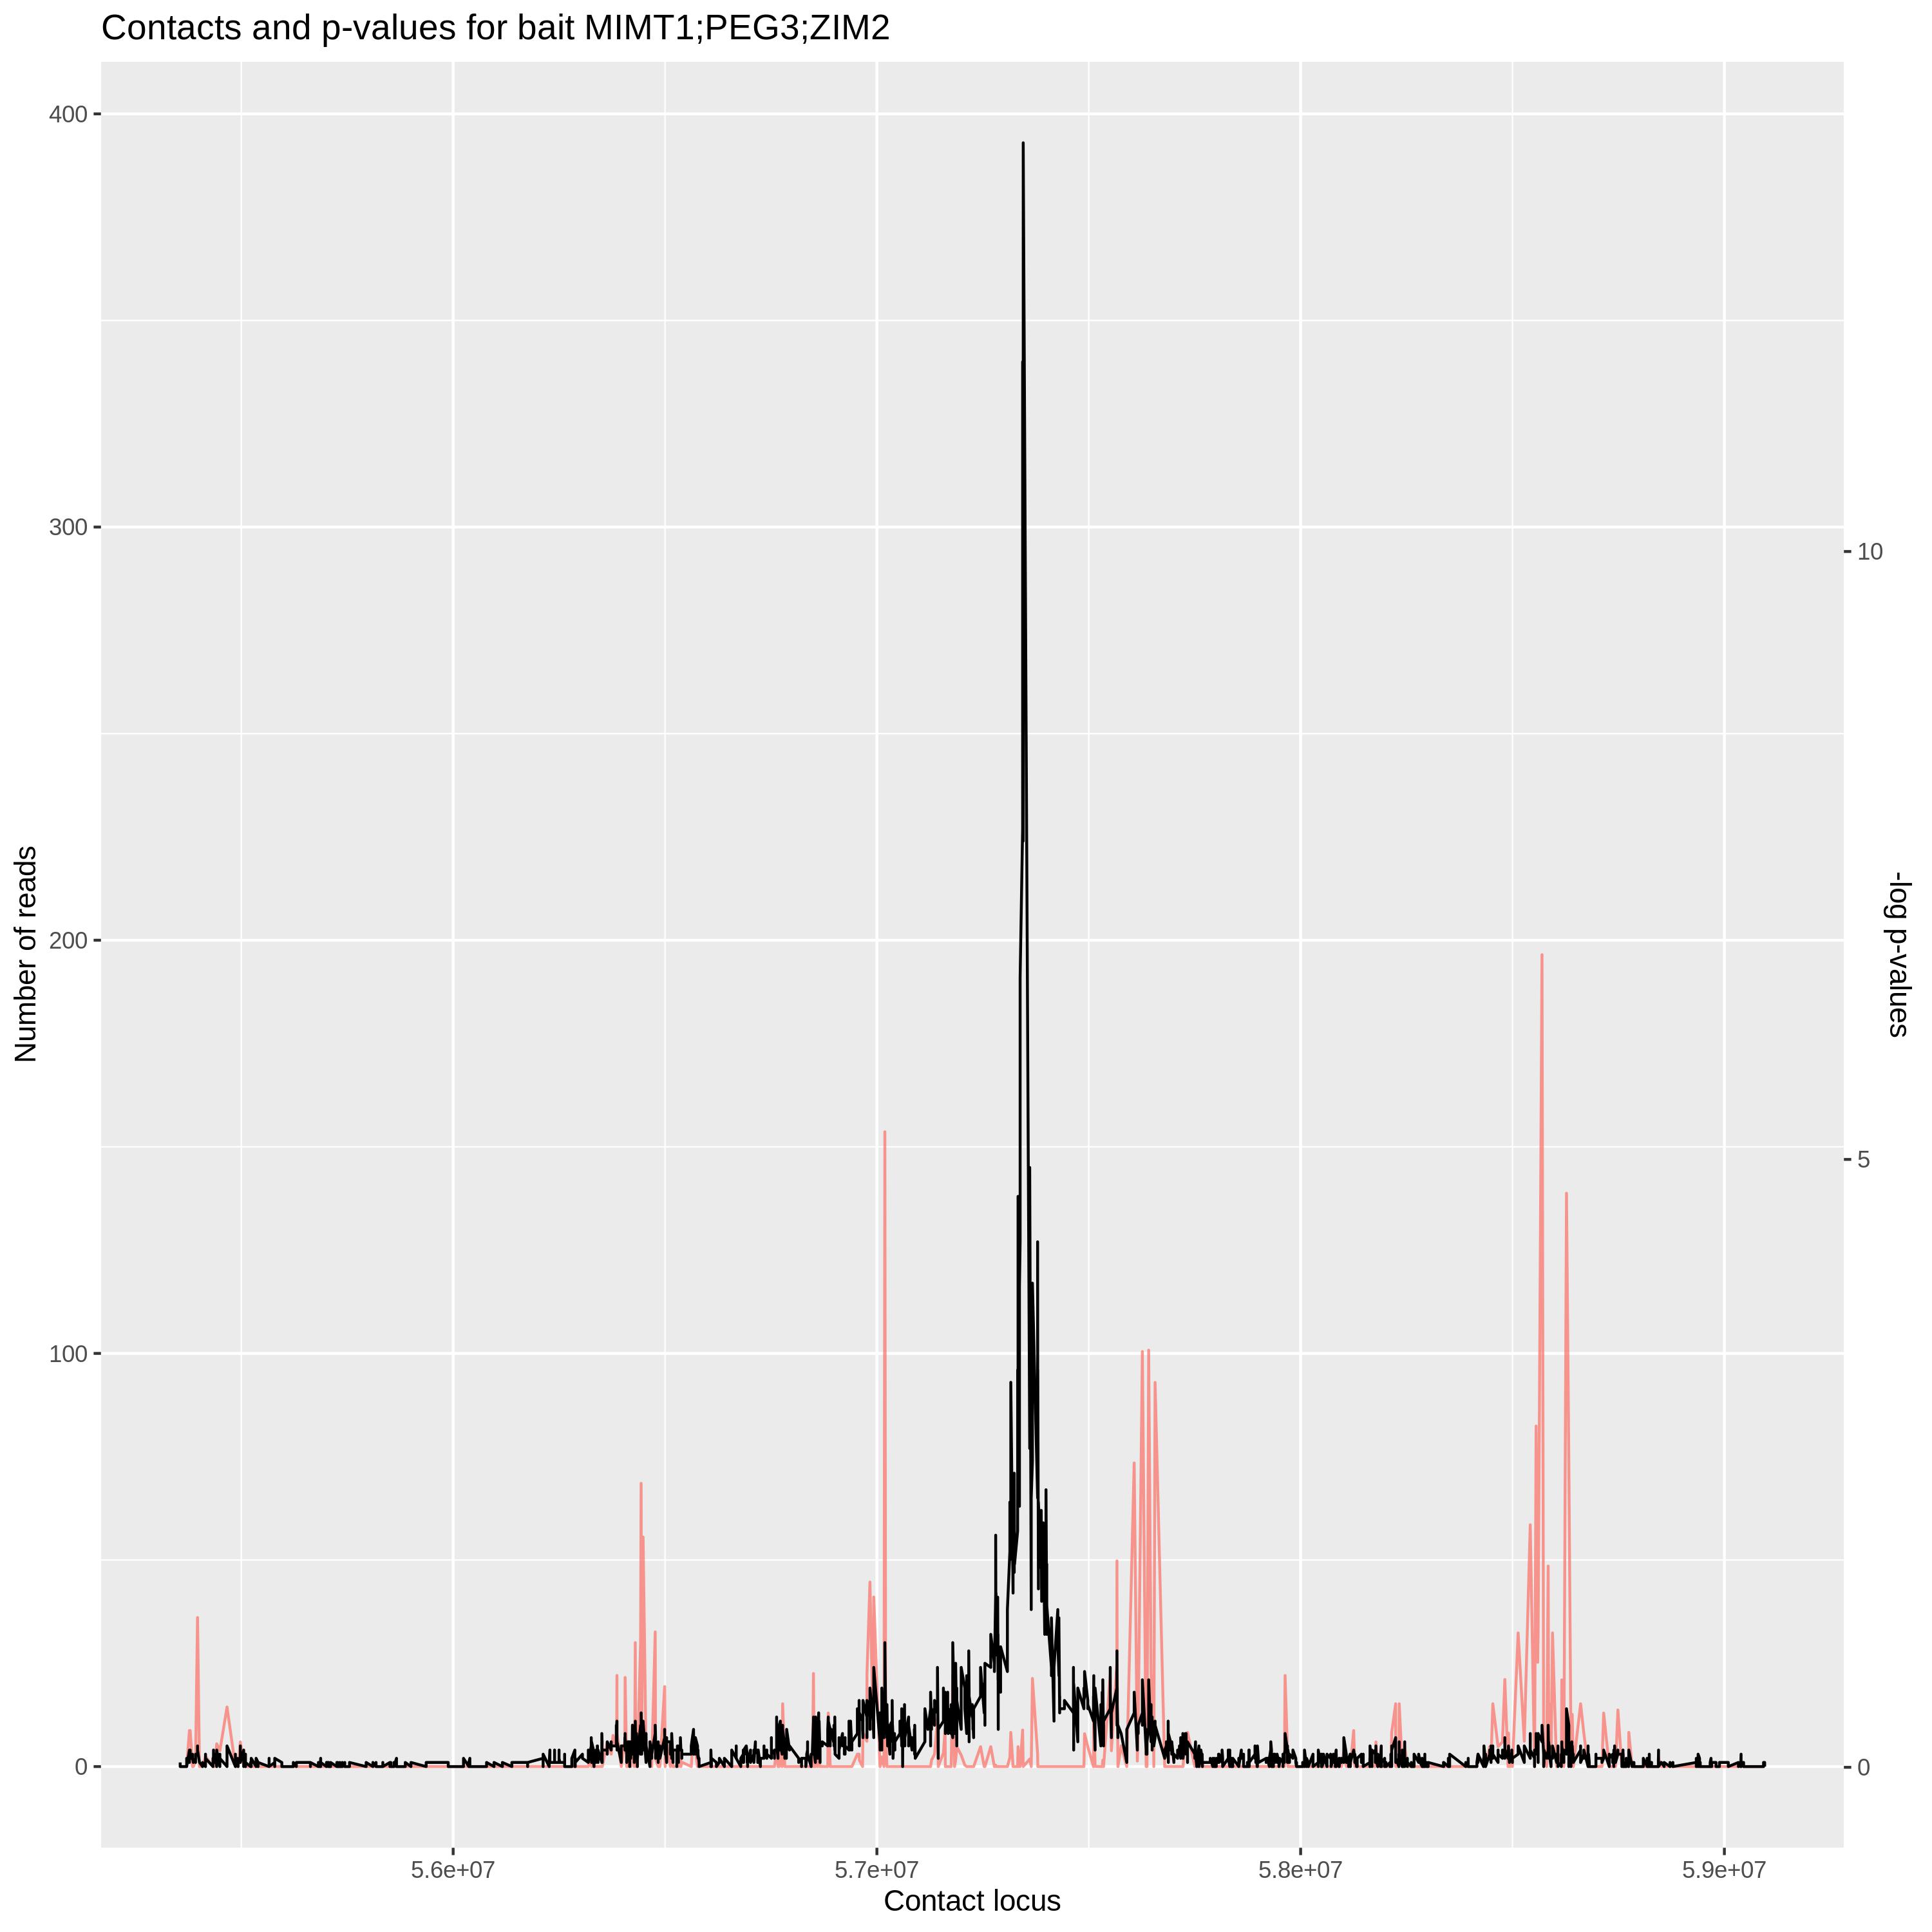 Contacts and p-values for bait MIMT1;PEG3;ZIM2
400
300
200
100
0
Number of reads
10
5
0
-log p-values
5.6e+07
5.7e+07
5.8e+07
5.9e+07
Contact locus